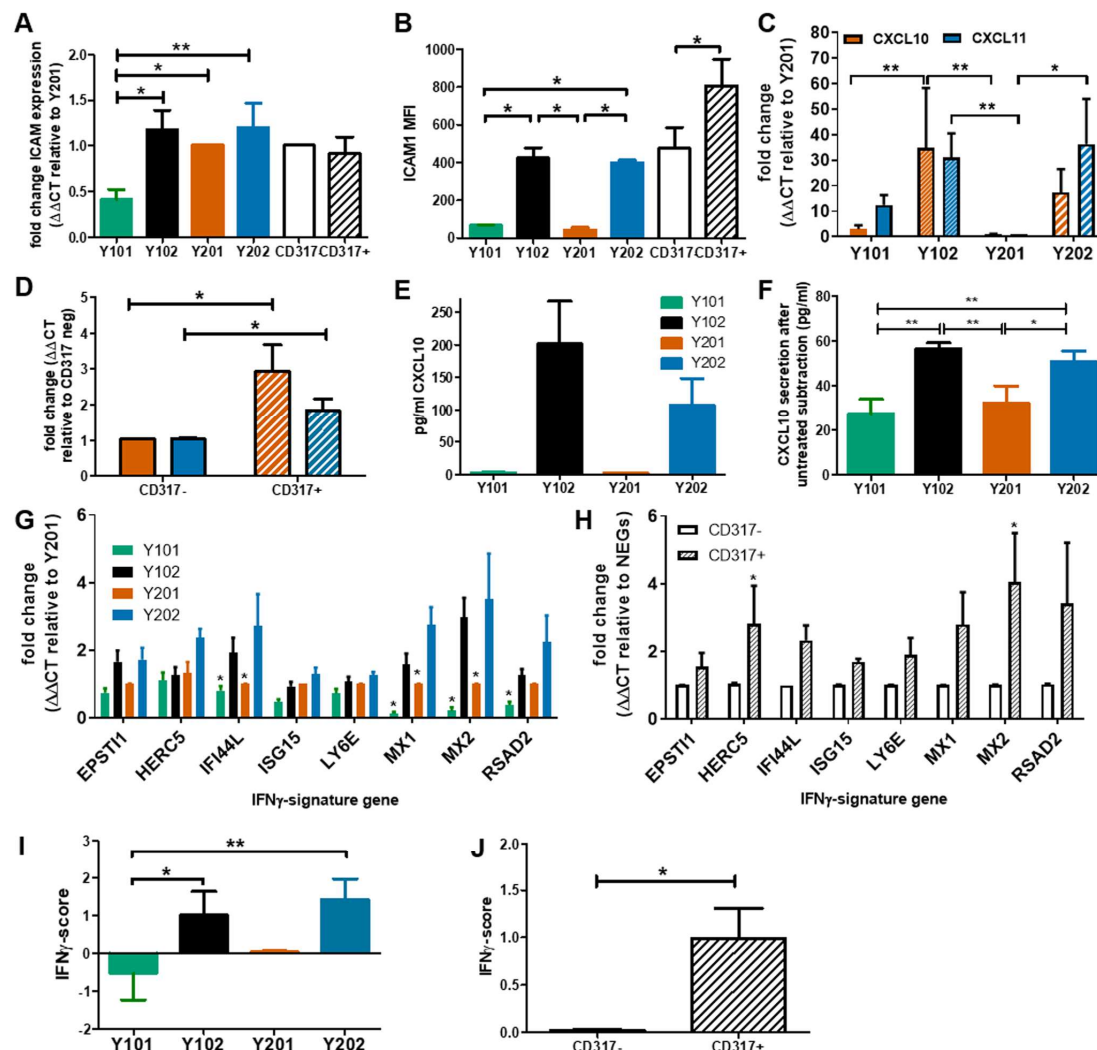 A
fold change ICAM expression
(ΔΔCT relative to Y201)
2.0
1.5
1.0
0.5
0.0
**
*
*
Y101 Y102 Y201 Y202 CD317- CD317+
B
ICAM1 MFI
1000
800
600
400
200
0
*
*
*
*
*
Y101 Y102 Y201 Y202 CD317- CD317+
C
CXCL10 CXCL11
fold change
(ΔΔCT relative to Y201)
80
70
60
50
40
30
20
10
0
** ** *
**
Y101 Y102 Y201 Y202
D
fold change (ΔΔCT
relative to CD317 neg)
5
4
3
2
1
0
*
*
CD317- CD317+
E
pg/ml CXCL10
250
200
150
100
50
0
Y101
Y102
Y201
Y202
Y101 Y102 Y201 Y202
F
CXCL10 secretion after
untreated subtraction (pg/ml)
80
60
40
20
0
**
** ** *
Y101 Y102 Y201 Y202
G
fold change
(ΔΔCT relative to Y201)
6
4
2
0
Y101
Y102
Y201
Y202
* * * * * * *
EPSTI1 HERC5 IFI44L ISG15 LY6E MX1 MX2 RSAD2
IFNγ-signature gene
H
fold change
(ΔΔCT relative to NEGs)
6
4
2
0
CD317-
CD317+
* *
EPSTI1 HERC5 IFI44L ISG15 LY6E MX1 MX2 RSAD2
IFNγ-signature gene
I
IFNγ-score
3
2
1
0
-1
-2
**
*
Y101 Y102 Y201 Y202
J
IFNγ-score
1.5
1.0
0.5
0.0
*
CD317- CD317+